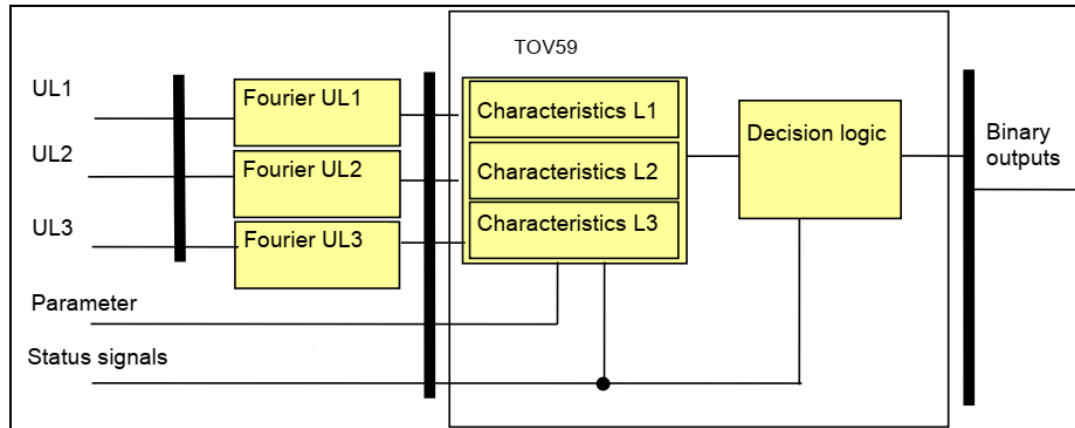 TOV59
UL1
Fourier UL1
Characteristics L1
Decision logic
Binary
outputs
UL2
Fourier UL2
Characteristics L2
UL3
Fourier UL3
Characteristics L3
Parameter
Status signals